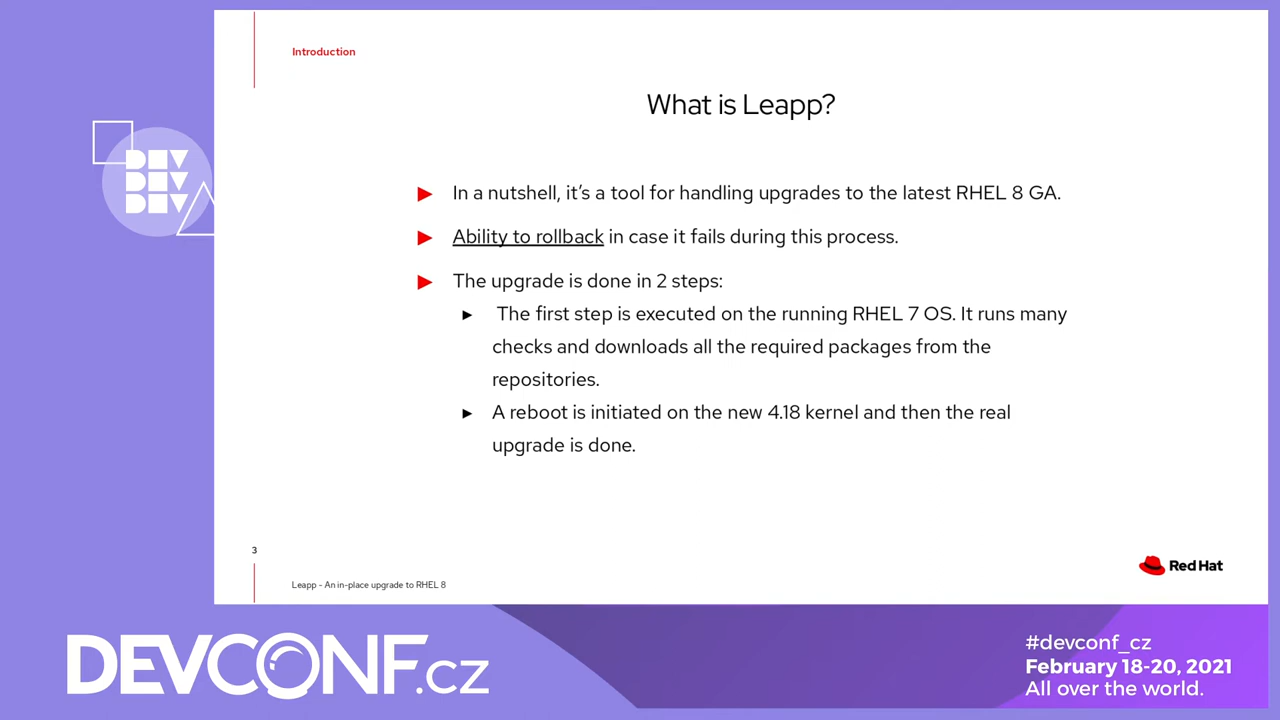 Introduction
What is Leapp?
DEV
DEV
DEV
In a nutshell, it's a tool for handling upgrades to the latest RHEL 8 GA.
Ability to rollback in case it fails during this process.
The upgrade is done in 2 steps:
The first step is executed on the running RHEL 7 OS. It runs many
checks and downloads all the required packages from the
repositories.
A reboot is initiated on the new 4.18 kernel and then the real
upgrade is done.
3
Red Hat
Leapp - An in-place upgrade to RHEL 8
DEVCONF.cz
#devconf_cz
February 18-20, 2021
All over the world.